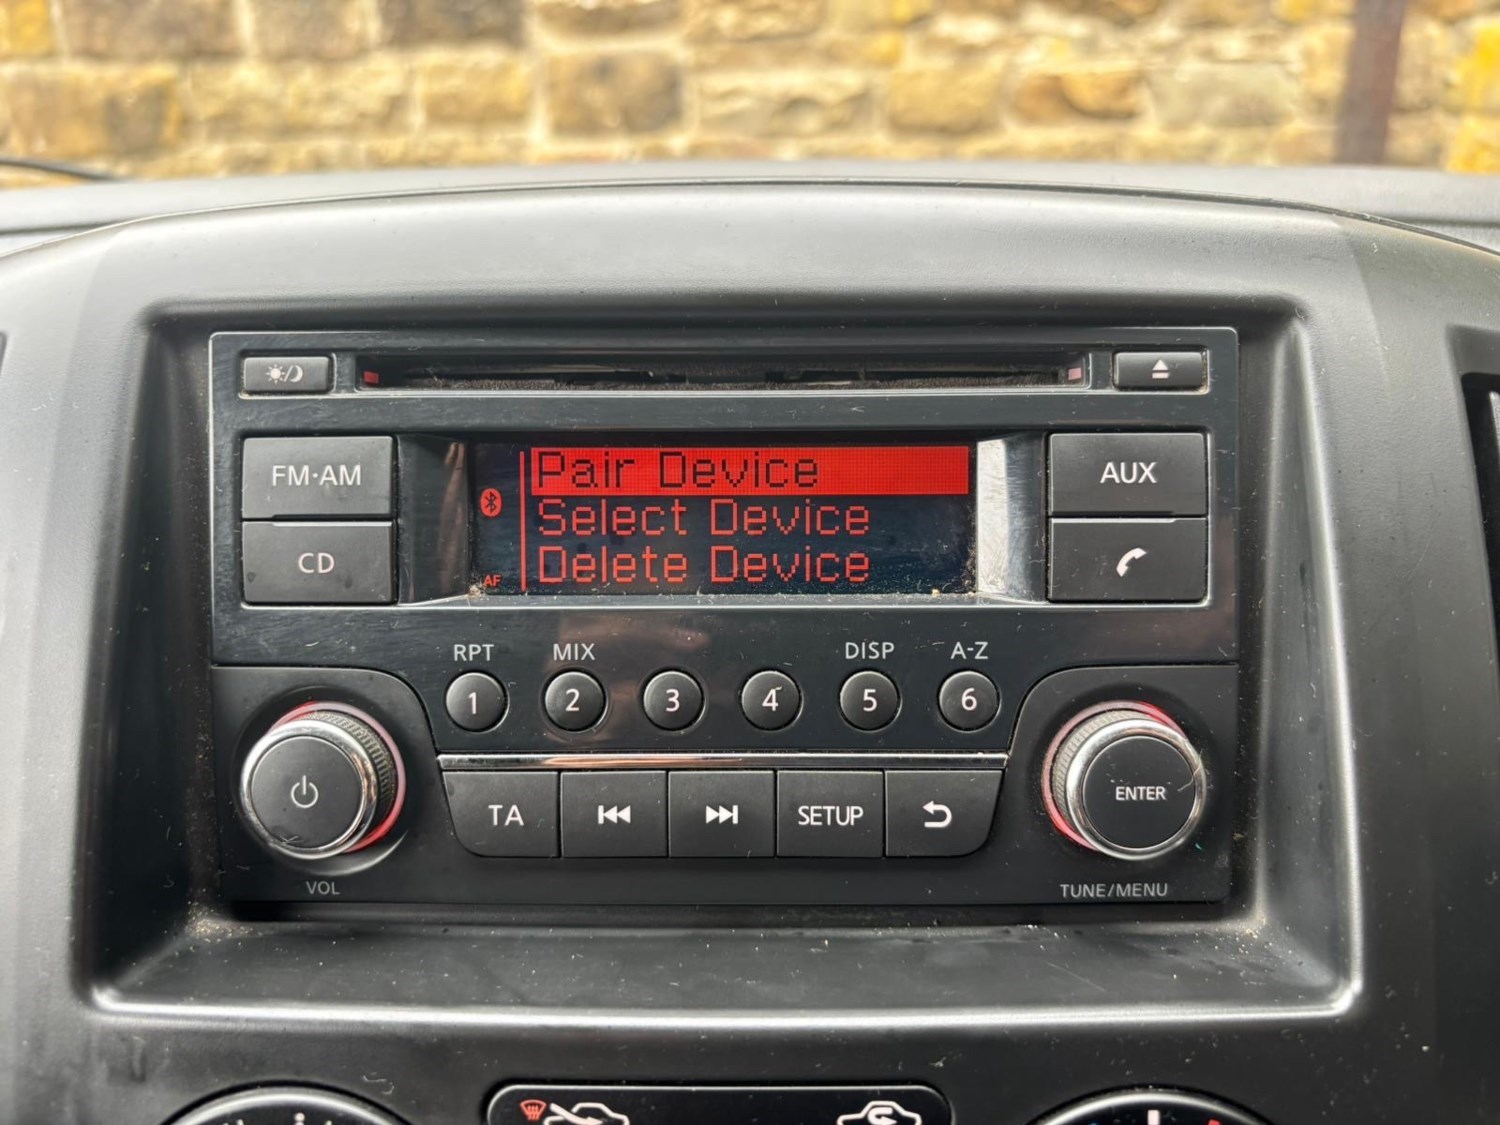 FM·AM
CD
Pair Device
Select Device
Delete Device
AF
AUX
RPT MIX DISP A-Z
1 2 3 4 5 6
TA SETUP
ENTER
VOL
TUNE/MENU